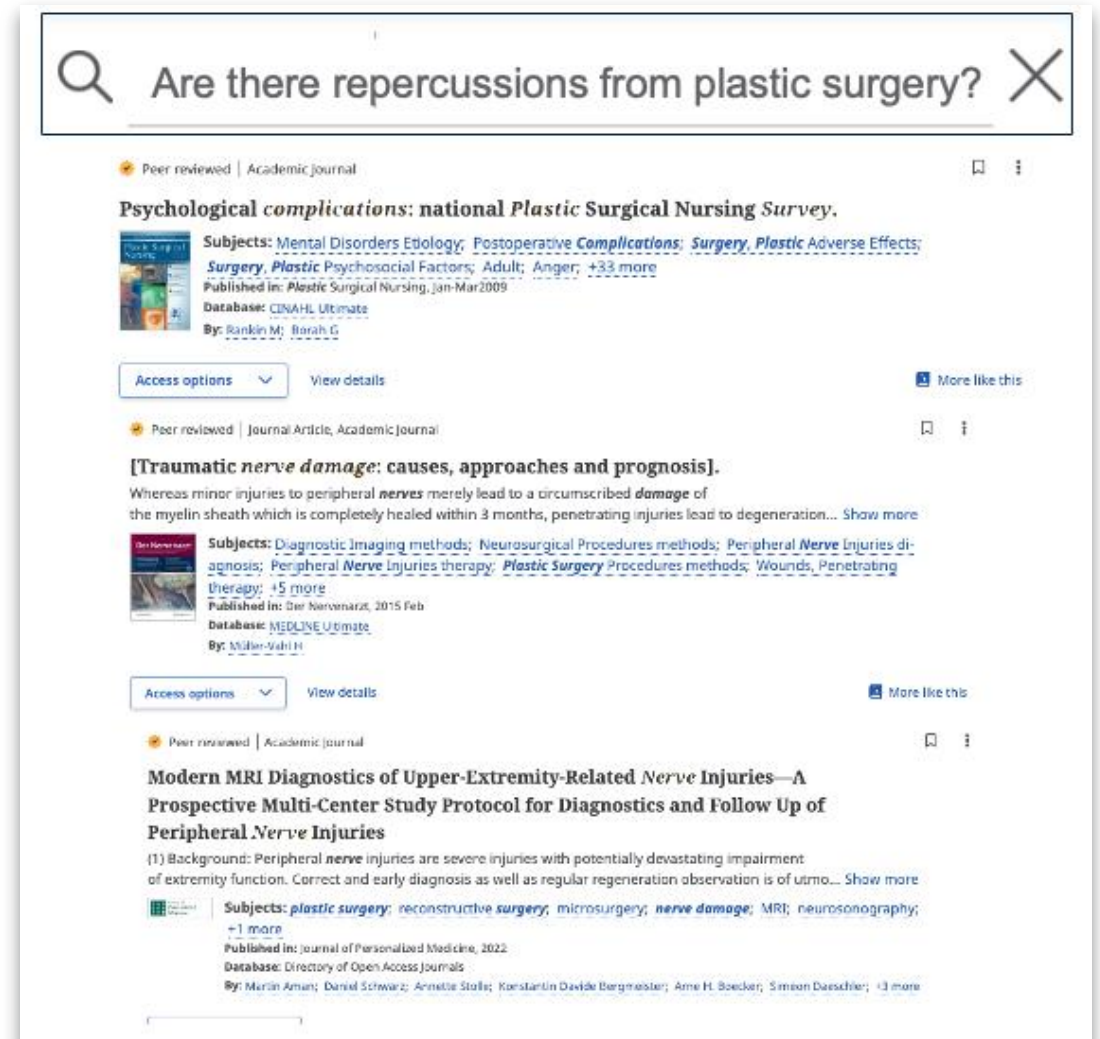 Are there repercussions from plastic surgery?
Peer reviewed | Academic Journal
Psychological complications: national Plastic Surgical Nursing Survey.
Plastic Surgical
Nursing
Subjects: Mental Disorders Etiology; Postoperative Complications; Surgery, Plastic Adverse Effects;
Surgery, Plastic Psychosocial Factors; Adult; Anger; +33 more
Published in: Plastic Surgical Nursing, Jan-Mar2009
Database: CINAHL Ultimate
By: Rankin M; Borah G
Access options View details More like this
Peer reviewed | Journal Article, Academic Journal
[Traumatic nerve damage: causes, approaches and prognosis].
Whereas minor injuries to peripheral nerves merely lead to a circumscribed damage of
the myelin sheath which is completely healed within 3 months, penetrating injuries lead to degeneration... Show more
Der Nervenarzt
Subjects: Diagnostic Imaging methods; Neurosurgical Procedures methods; Peripheral Nerve Injuries di-
agnosis; Peripheral Nerve Injuries therapy; Plastic Surgery Procedures methods; Wounds, Penetrating
therapy; +5 more
Published in: Der Nervenarzt, 2015 Feb
Database: MEDLINE Ultimate
By: Müller-Vahl H
Access options View details More like this
Peer reviewed | Academic Journal
Modern MRI Diagnostics of Upper-Extremity-Related Nerve Injuries—A
Prospective Multi-Center Study Protocol for Diagnostics and Follow Up of
Peripheral Nerve Injuries
(1) Background: Peripheral nerve injuries are severe injuries with potentially devastating impairment
of extremity function. Correct and early diagnosis as well as regular regeneration observation is of utmo... Show more
Subjects: plastic surgery; reconstructive surgery; microsurgery; nerve damage; MRI; neurosonography;
+1 more
Published in: Journal of Personalized Medicine, 2022
Database: Directory of Open Access Journals
By: Martin Aman; Daniel Schwarz; Annette Stolle; Konstantin Davide Bergmeister; Arne H. Boecker; Simeon Daeschler; +3 more